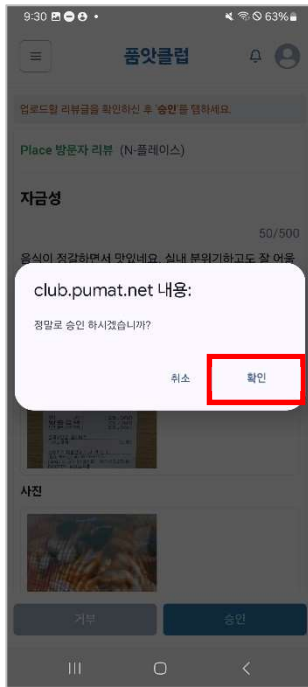 9:30
63%
품앗클럽
업로드할 리뷰글을 확인하신 후 '승인'을 탭하세요.
Place 방문자 리뷰 (N-플레이스)
자금성
50/500
음식이 정갈하면서 맛있네요. 실내 분위기하고도 잘 어울
club.pumat.net 내용:
정말로 승인 하시겠습니까?
취소
확인
사진
거부
승인